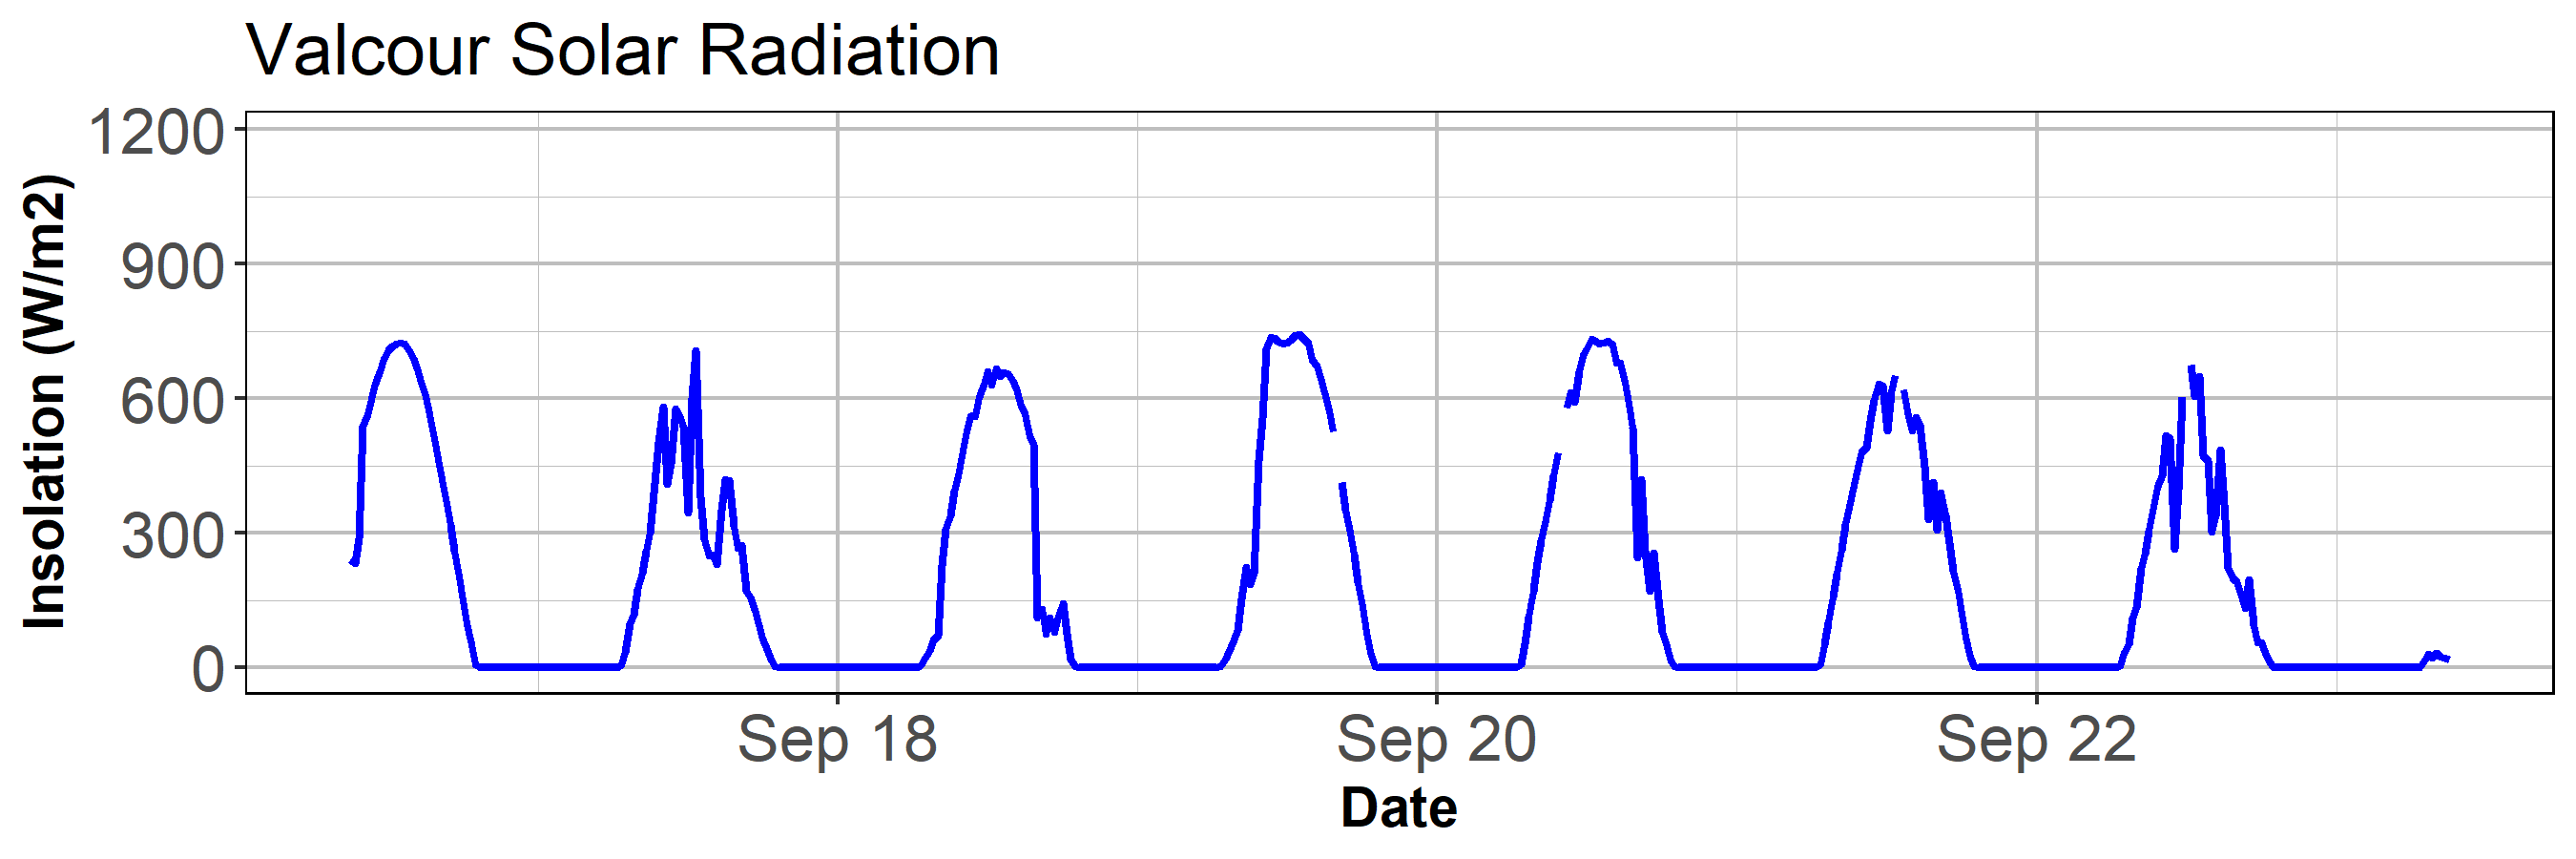 Valcour Solar Radiation
1200
900
600
300
0
Insolation (W/m2)
Sep 18
Sep 20
Sep 22
Date